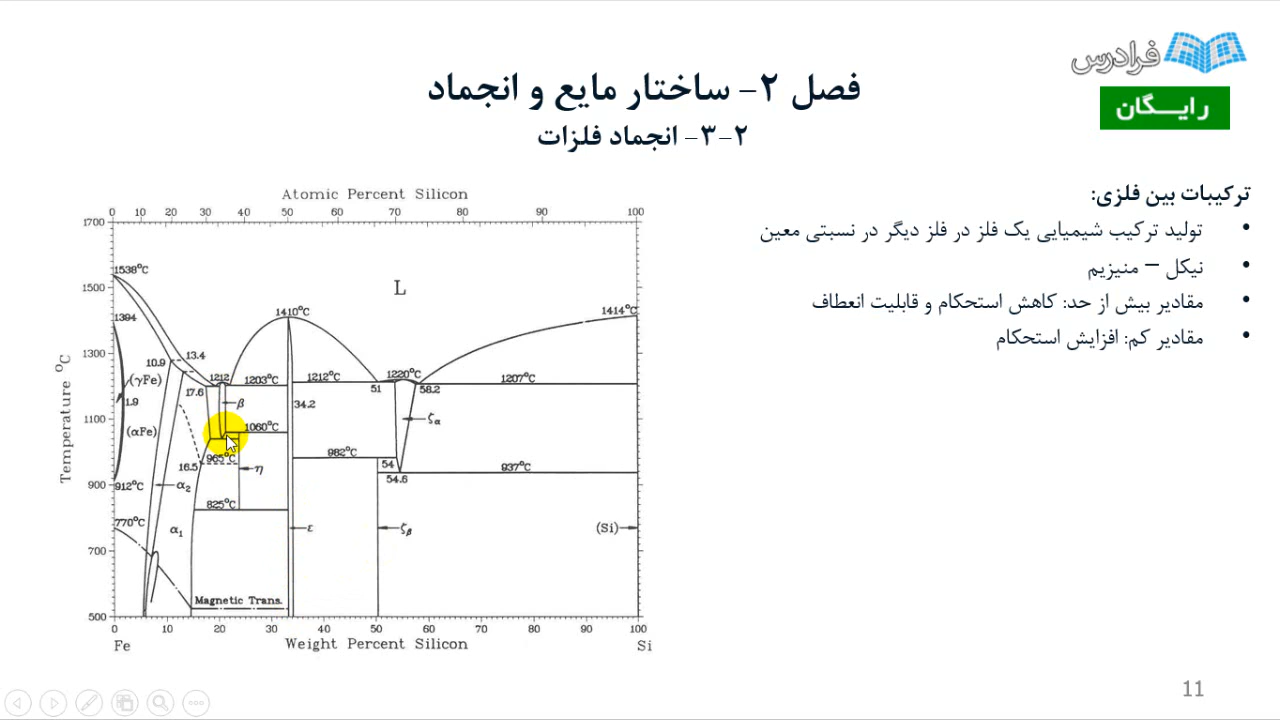 فرادرس
رایـــگان
فصل ۲- ساختار مایع و انجماد
۲-۳- انجماد فلزات
ترکیبات بین فلزی:
• تولید ترکیب شیمیایی یک فلز در فلز دیگر در نسبتی معین
• نیکل – منیزیم
• مقادیر بیش از حد: کاهش استحکام و قابلیت انعطاف
• مقادیر کم: افزایش استحکام
Atomic Percent Silicon
0 10 20 30 40 50 60 70 80 90 100
1700
1538°C
1500
L
1410°C
1414°C
1394
1300
10.9
13.4
1212
1203°C
1212°C
1220°C
1207°C
(γFe)
17.6
51
58.2
1.9
β
34.2
1100
ζα
(αFe)
1060°C
982°C
965°C
16.5
η
54
937°C
54.6
900
912°C
α₂
825°C
770°C
α₁
ε
ζβ
(Si)
700
Magnetic Trans.
500
Temperature °C
0 10 20 30 40 50 60 70 80 90 100
Fe
Weight Percent Silicon
Si
11